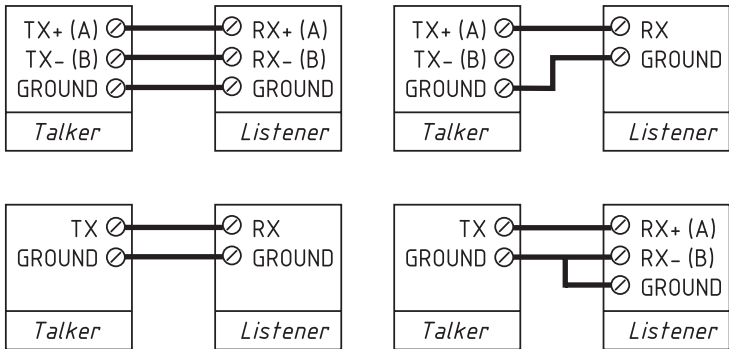 TX+ (A)
TX- (B)
GROUND
Talker
RX+ (A)
RX- (B)
GROUND
Listener
TX+ (A)
TX- (B)
GROUND
Talker
RX
GROUND
Listener
TX
GROUND
Talker
RX
GROUND
Listener
TX
GROUND
Talker
RX+ (A)
RX- (B)
GROUND
Listener